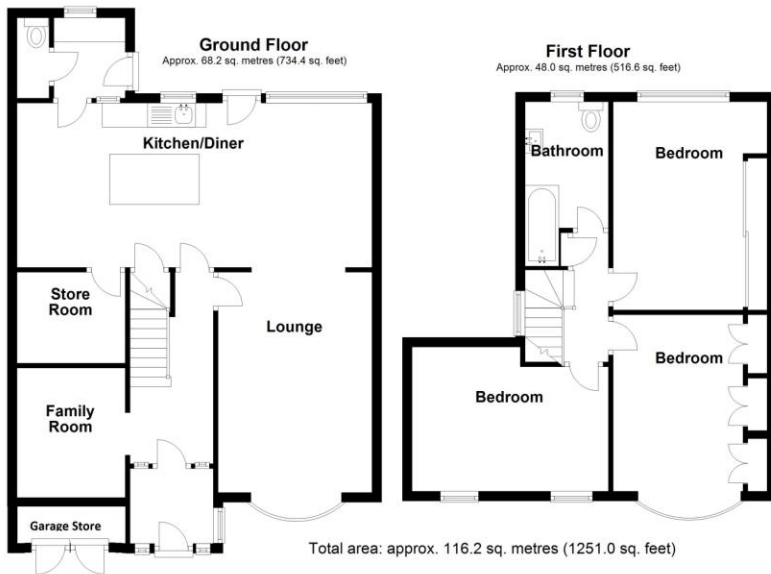 Ground Floor
Approx. 68.2 sq. metres (734.4 sq. feet)
Kitchen/Diner
Store
Room
Lounge
Family
Room
Garage Store
First Floor
Approx. 48.0 sq. metres (516.6 sq. feet)
Bathroom
Bedroom
Bedroom
Bedroom
Total area: approx. 116.2 sq. metres (1251.0 sq. feet)